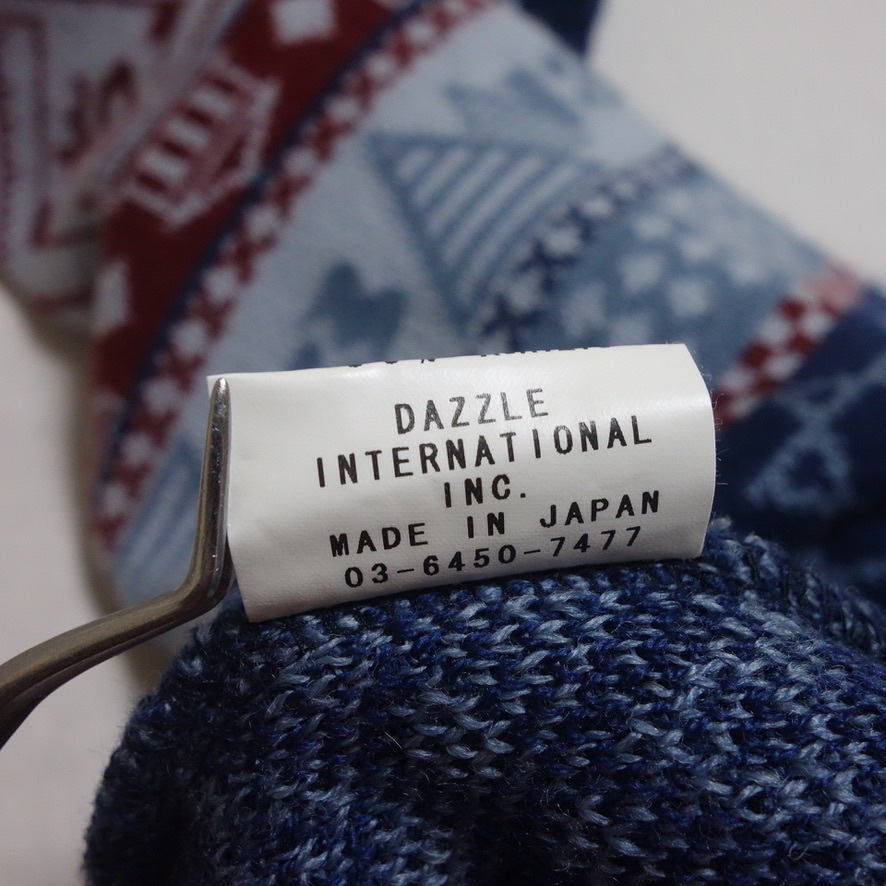 DAZZLE
INTERNATIONAL
INC.
MADE IN JAPAN
03-6450-7477